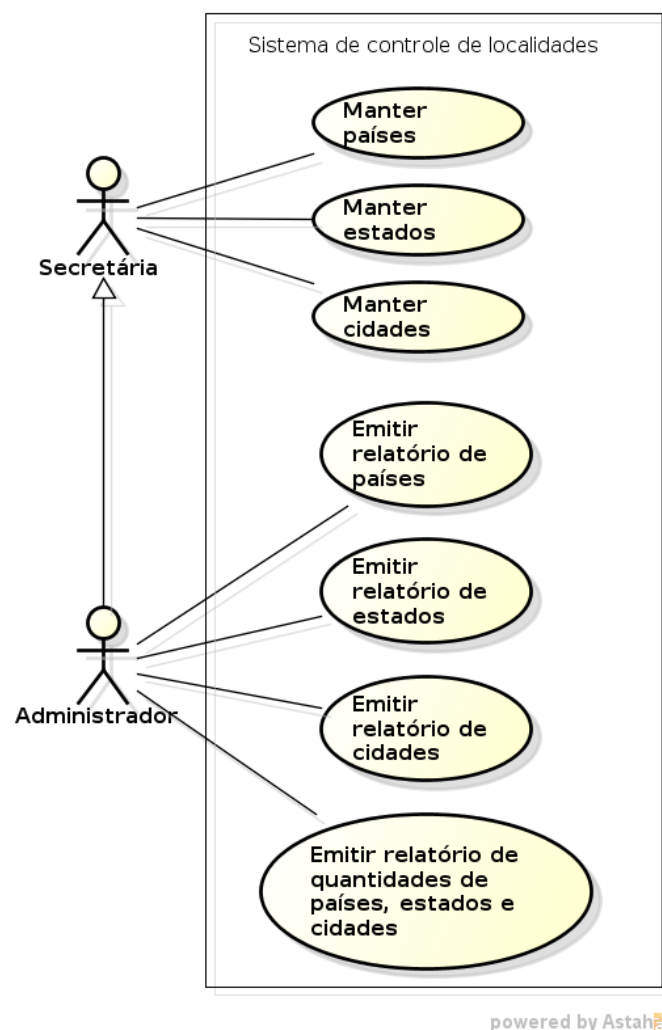 Sistema de controle de localidades
Manter
países
Manter
estados
Secretária
Manter
cidades
Emitir
relatório de
países
Emitir
relatório de
estados
Administrador
Emitir
relatório de
cidades
Emitir relatório de
quantidades de
países, estados e
cidades
powered by Astah